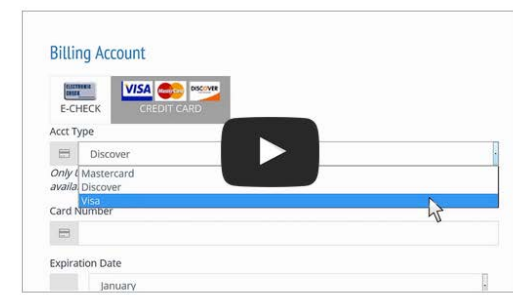 Billing Account
ELECTRONIC CHECK VISA MasterCard DISCOVER
E-CHECK CREDIT CARD
Acct Type
Discover
Only
Mastercard
availa
Discover
Visa
Card Number
Expiration Date
January